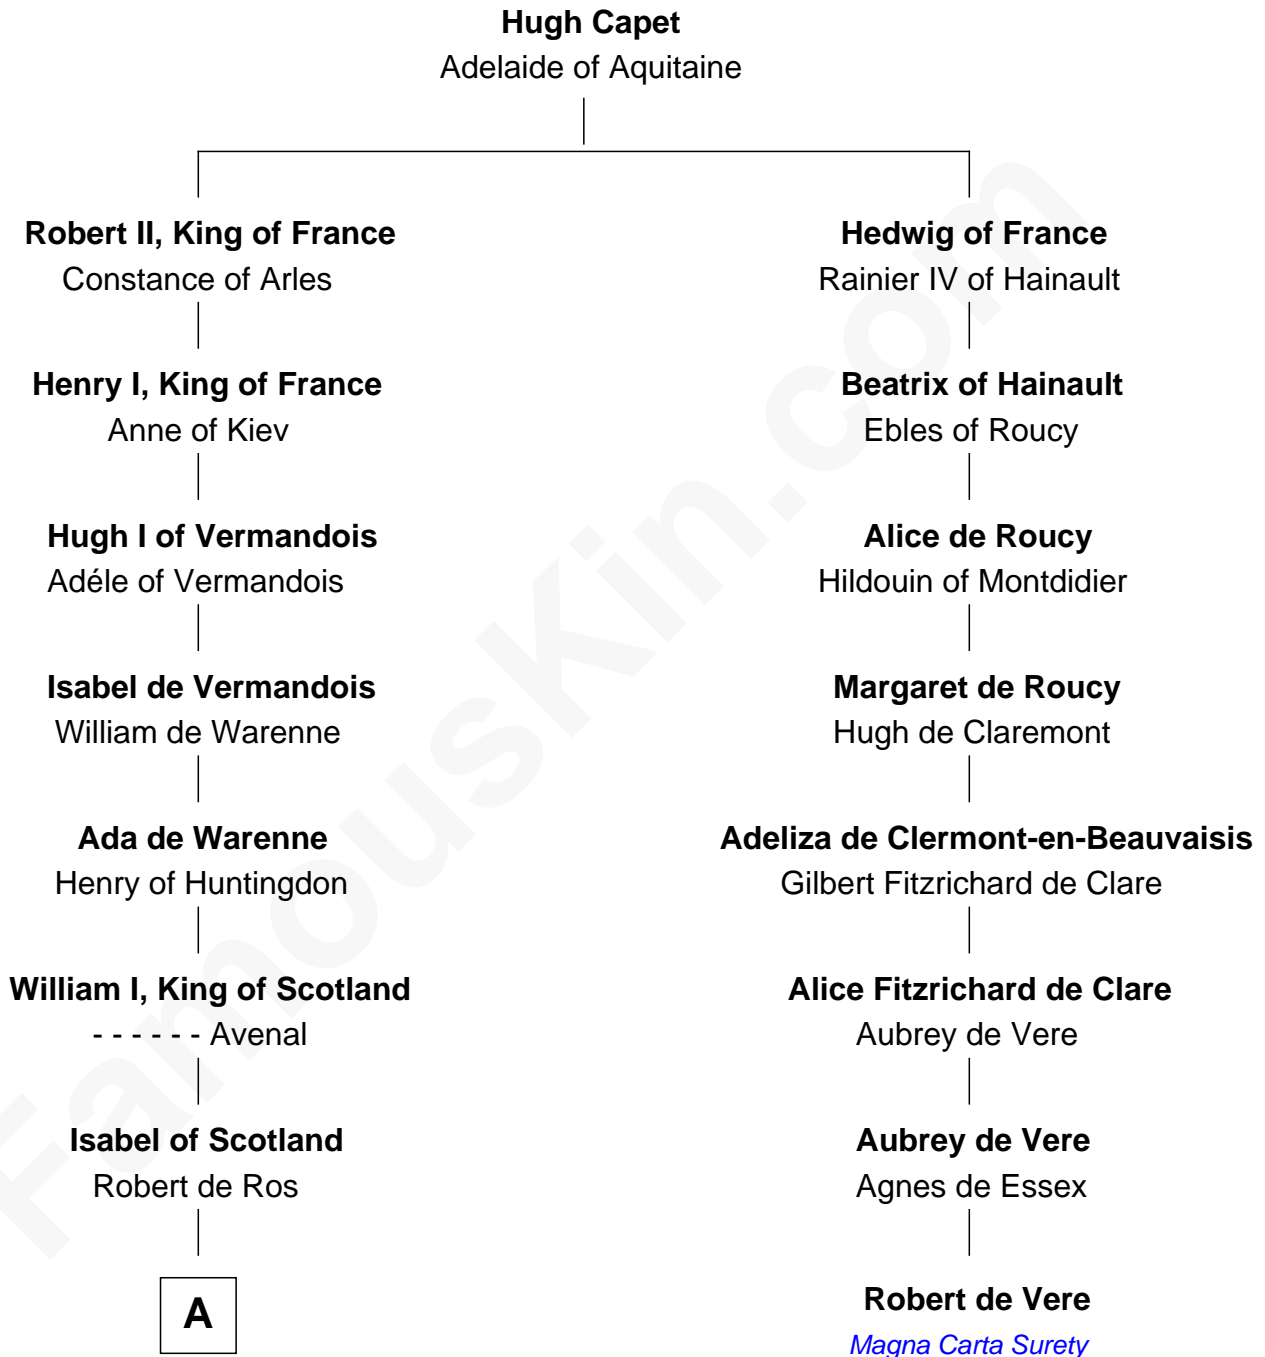 Hugh Capet
Adelaide of Aquitaine
Robert II, King of France
Constance of Arles
Henry I, King of France
Anne of Kiev
Hugh I of Vermandois
Adéle of Vermandois
Isabel de Vermandois
William de Warenne
Ada de Warenne
Henry of Huntingdon
William I, King of Scotland
- - - - - - Avenal
Isabel of Scotland
Robert de Ros
A
Hedwig of France
Rainier IV of Hainault
Beatrix of Hainault
Ebles of Roucy
Alice de Roucy
Hildouin of Montdidier
Margaret de Roucy
Hugh de Claremont
Adeliza de Clermont-en-Beauvaisis
Gilbert Fitzrichard de Clare
Alice Fitzrichard de Clare
Aubrey de Vere
Aubrey de Vere
Agnes de Essex
Robert de Vere
Magna Carta Surety
FamousKin.com